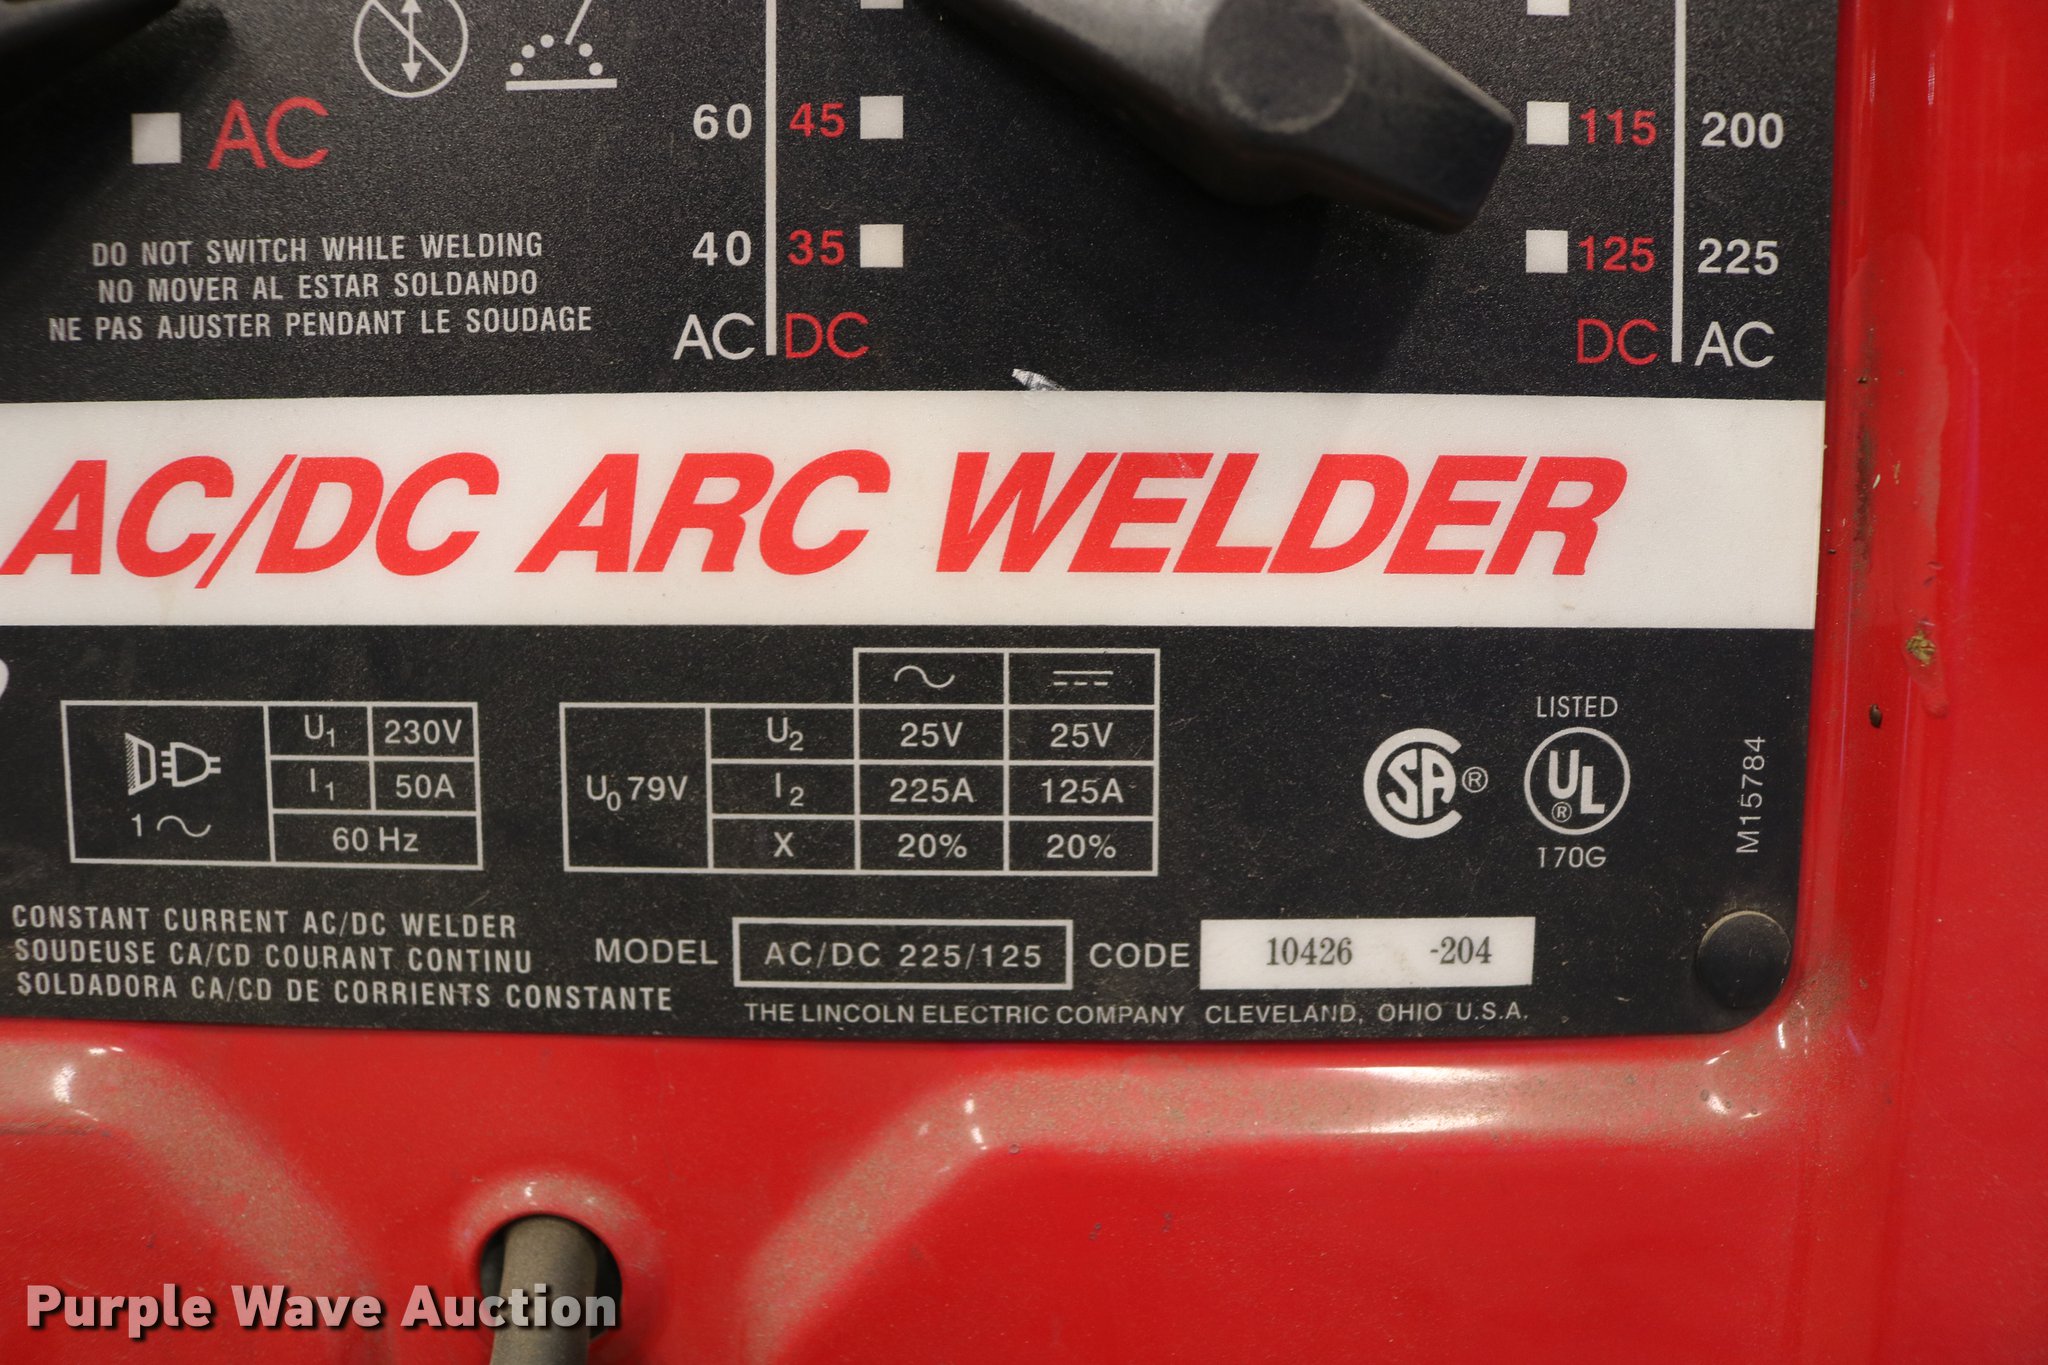 AC
60 45
115 200
40 35
125 225
AC DC
DC AC
DO NOT SWITCH WHILE WELDING
NO MOVER AL ESTAR SOLDANDO
NE PAS AJUSTER PENDANT LE SOUDAGE
AC/DC ARC WELDER
1
U1 230V
I1 50A
60 Hz
U0 79V
U2 25V 25V
I2 225A 125A
X 20% 20%
CSA ®
LISTED
UL ®
170G
M15784
CONSTANT CURRENT AC/DC WELDER
SOUDEUSE CA/CD COURANT CONTINU
SOLDADORA CA/CD DE CORRIENTS CONSTANTE
MODEL AC/DC 225/125 CODE 10426 -204
THE LINCOLN ELECTRIC COMPANY CLEVELAND, OHIO U.S.A.
Purple Wave Auction